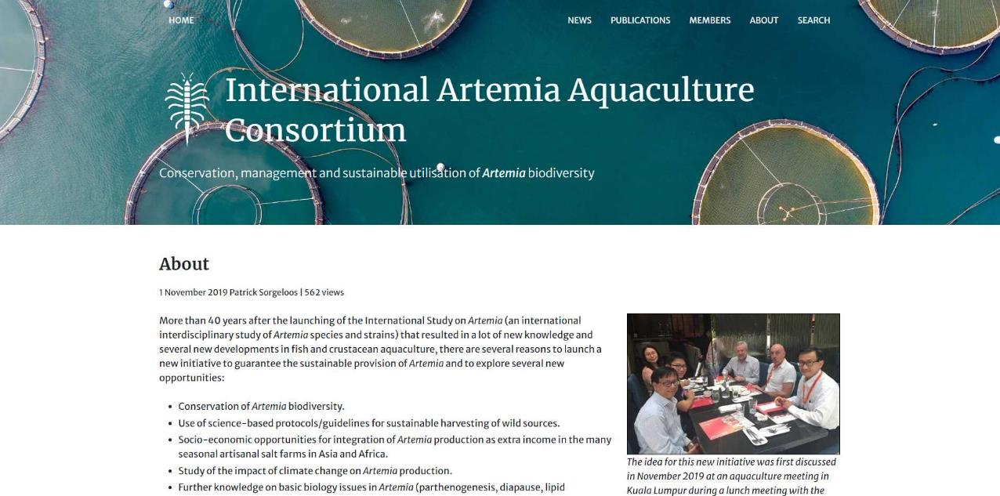 HOME
NEWS PUBLICATIONS MEMBERS ABOUT SEARCH
International Artemia Aquaculture
Consortium
Conservation, management and sustainable utilisation of Artemia biodiversity
About
1 November 2019 Patrick Sorgeloos | 562 views
More than 40 years after the launching of the International Study on Artemia (an international
interdisciplinary study of Artemia species and strains) that resulted in a lot of new knowledge and
several new developments in fish and crustacean aquaculture, there are several reasons to launch a
new initiative to guarantee the sustainable provision of Artemia and to explore several new
opportunities:
• Conservation of Artemia biodiversity.
• Use of science-based protocols/guidelines for sustainable harvesting of wild sources.
• Socio-economic opportunities for integration of Artemia production as extra income in the many
seasonal artisanal salt farms in Asia and Africa.
• Study of the impact of climate change on Artemia production.
• Further knowledge on basic biology issues in Artemia (parthenogenesis, diapause, lipid
The idea for this new initiative was first discussed
in November 2019 at an aquaculture meeting in
Kuala Lumpur during a lunch meeting with the